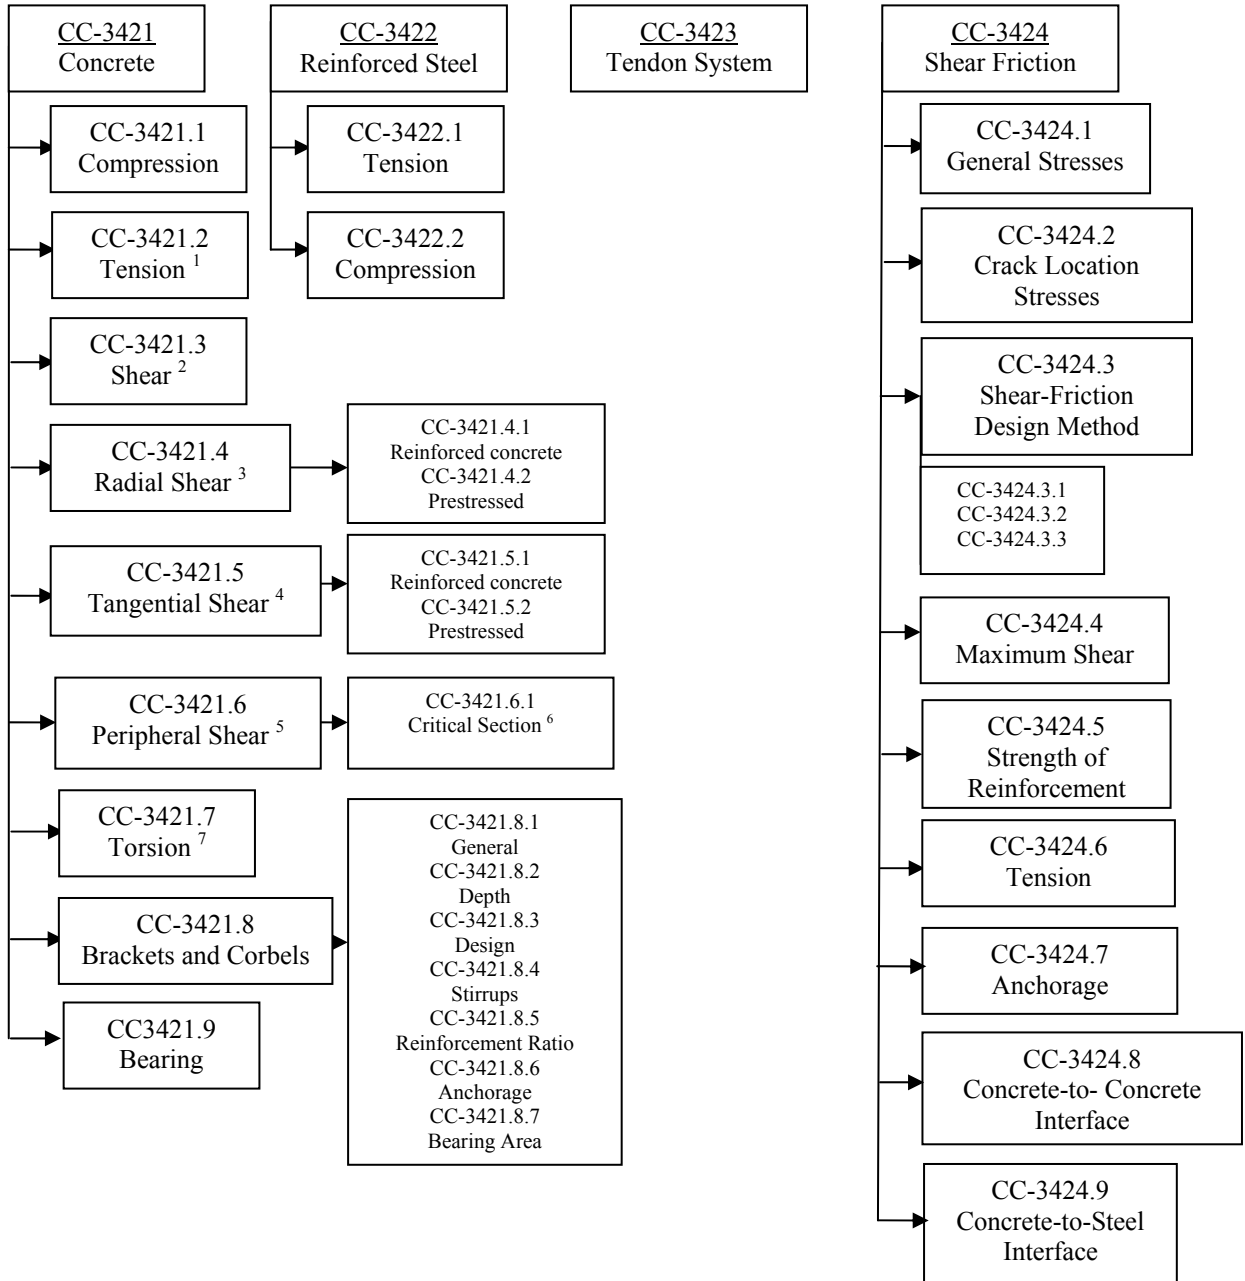 CC-3421
Concrete
CC-3422
Reinforced Steel
CC-3423
Tendon System
CC-3424
Shear Friction
CC-3421.1
Compression
CC-3421.2
Tension 1
CC-3421.3
Shear 2
CC-3421.4
Radial Shear 3
CC-3421.4.1
Reinforced concrete
CC-3421.4.2
Prestressed
CC-3421.5
Tangential Shear 4
CC-3421.5.1
Reinforced concrete
CC-3421.5.2
Prestressed
CC-3421.6
Peripheral Shear 5
CC-3421.6.1
Critical Section 6
CC-3421.7
Torsion 7
CC-3421.8
Brackets and Corbels
CC-3421.8.1
General
CC-3421.8.2
Depth
CC-3421.8.3
Design
CC-3421.8.4
Stirrups
CC-3421.8.5
Reinforcement Ratio
CC-3421.8.6
Anchorage
CC-3421.8.7
Bearing Area
CC3421.9
Bearing
CC-3422.1
Tension
CC-3422.2
Compression
CC-3424.1
General Stresses
CC-3424.2
Crack Location
Stresses
CC-3424.3
Shear-Friction
Design Method
CC-3424.3.1
CC-3424.3.2
CC-3424.3.3
CC-3424.4
Maximum Shear
CC-3424.5
Strength of
Reinforcement
CC-3424.6
Tension
CC-3424.7
Anchorage
CC-3424.8
Concrete-to- Concrete
Interface
CC-3424.9
Concrete-to-Steel
Interface